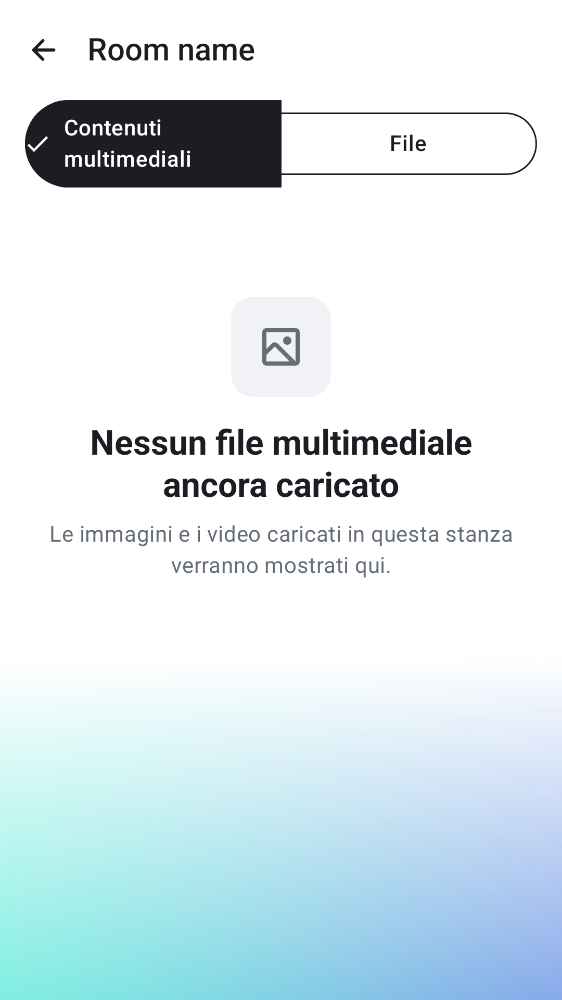 Room name
Contenuti
multimediali
File
Nessun file multimediale
ancora caricato
Le immagini e i video caricati in questa stanza
verranno mostrati qui.